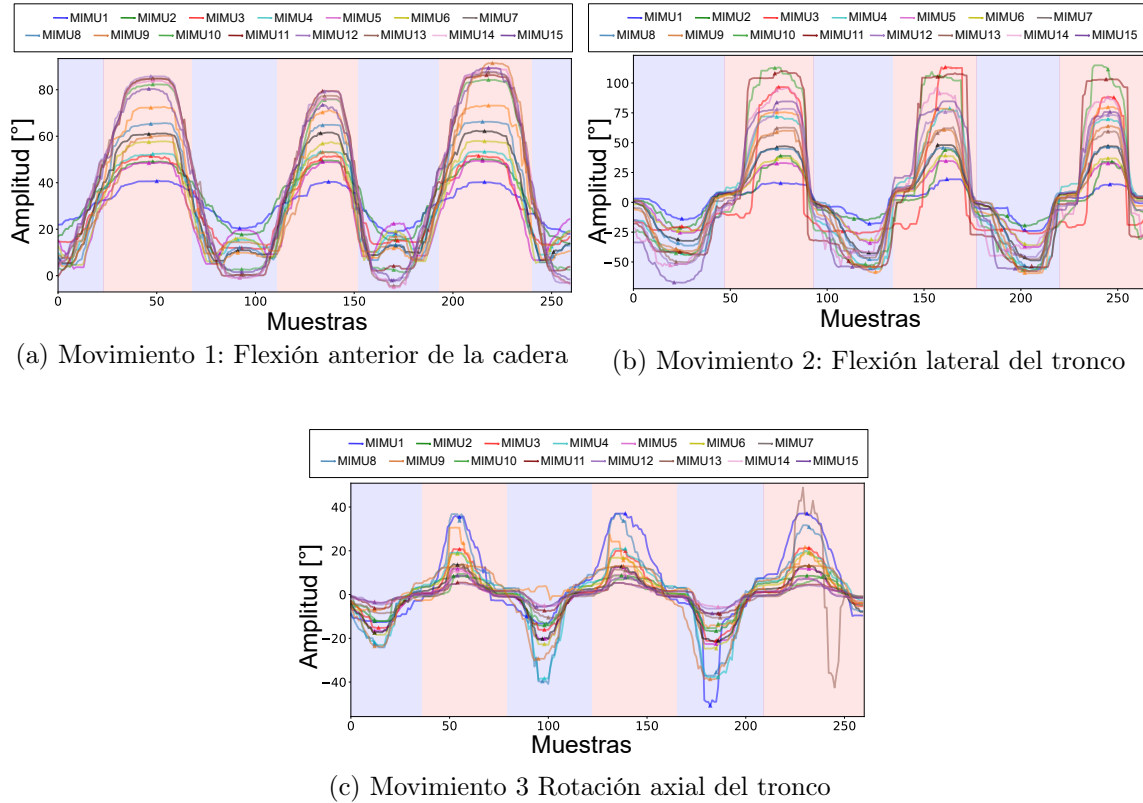 MIMU1 MIMU2 MIMU3 MIMU4 MIMU5 MIMU6 MIMU7
MIMU8 MIMU9 MIMU10 MIMU11 MIMU12 MIMU13 MIMU14 MIMU15
Amplitud [°]
80
60
40
20
0
0 50 100 150 200 250
Muestras
(a) Movimiento 1: Flexión anterior de la cadera
MIMU1 MIMU2 MIMU3 MIMU4 MIMU5 MIMU6 MIMU7
MIMU8 MIMU9 MIMU10 MIMU11 MIMU12 MIMU13 MIMU14 MIMU15
Amplitud [°]
100
75
50
25
0
−25
−50
0 50 100 150 200 250
Muestras
(b) Movimiento 2: Flexión lateral del tronco
MIMU1 MIMU2 MIMU3 MIMU4 MIMU5 MIMU6 MIMU7
MIMU8 MIMU9 MIMU10 MIMU11 MIMU12 MIMU13 MIMU14 MIMU15
Amplitud [°]
40
20
0
−20
−40
0 50 100 150 200 250
Muestras
(c) Movimiento 3 Rotación axial del tronco